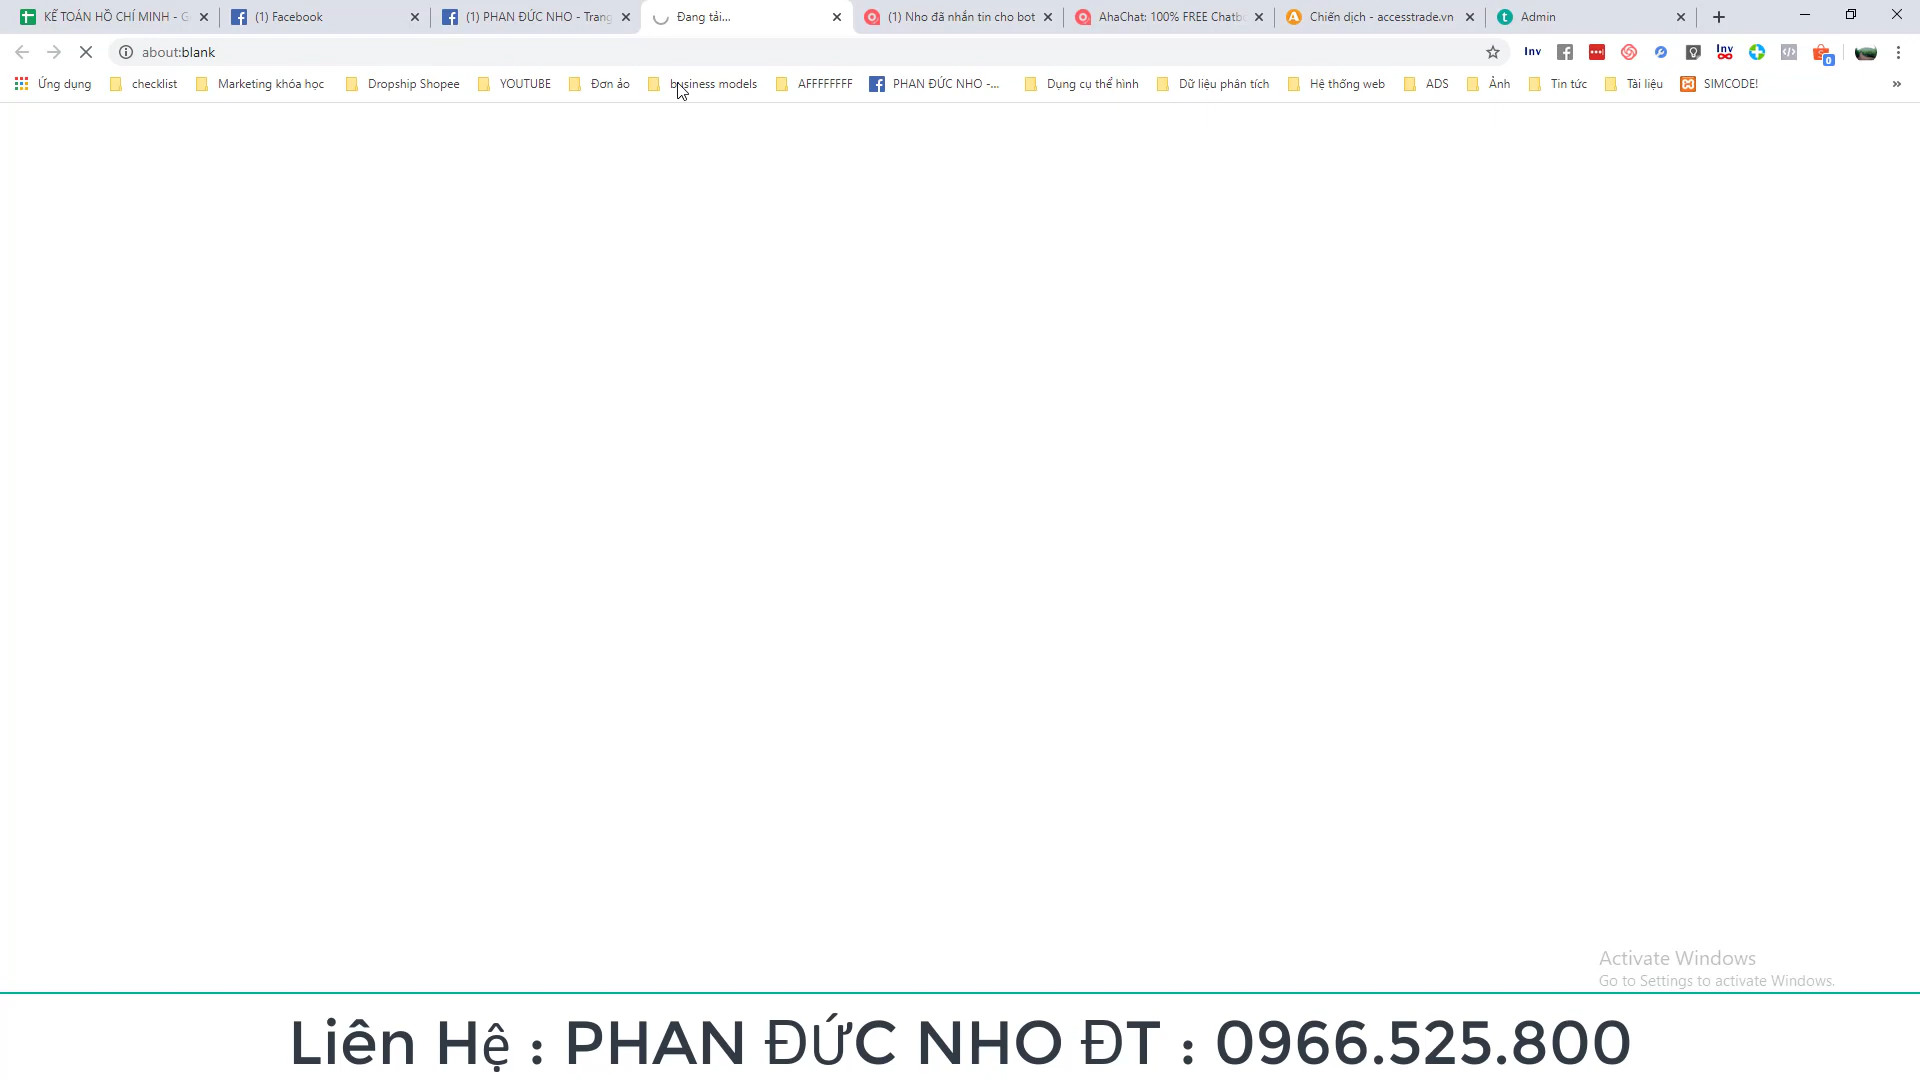 KẾ TOÁN HỒ CHÍ MINH - G
(1) Facebook
(1) PHAN ĐỨC NHO - Trang
Đang tải...
(1) Nho đã nhắn tin cho bot
AhaChat: 100% FREE Chatb
Chiến dịch - accesstrade.vn
Admin
about:blank
Inv
Inv
0
Ứng dụng
checklist
Marketing khóa học
Dropship Shopee
YOUTUBE
Đơn ảo
business models
AFFFFFFFF
PHAN ĐỨC NHO -...
Dụng cụ thể hình
Dữ liệu phân tích
Hệ thống web
ADS
Ảnh
Tin tức
Tài liệu
SIMCODE!
Activate Windows
Go to Settings to activate Windows.
Liên Hệ : PHAN ĐỨC NHO ĐT : 0966.525.800